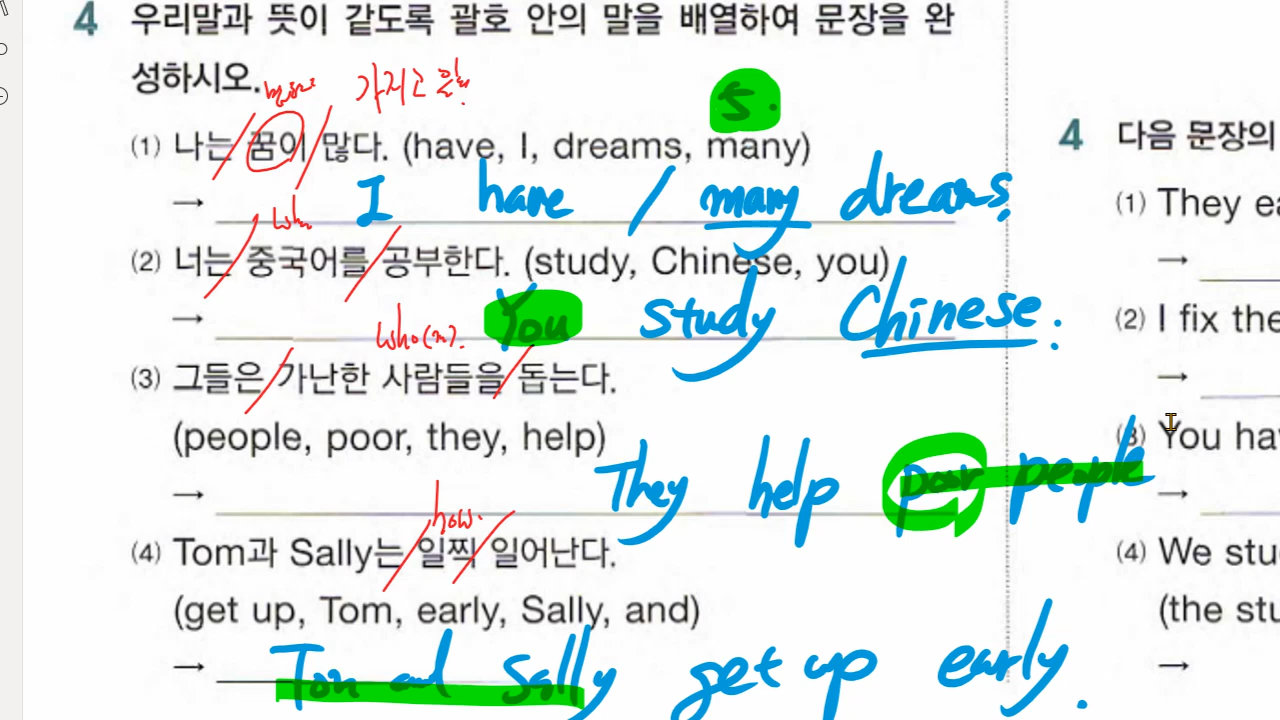 4 우리말과 뜻이 같도록 괄호 안의 말을 배열하여 문장을 완
성하시오.
가지고 있
(1) 나는 꿈이 많다. (have, I, dreams, many)
→ I have / many dreams.
who
(2) 너는 중국어를 공부한다. (study, Chinese, you)
→ You study Chinese.
who(m).
(3) 그들은 가난한 사람들을 돕는다.
(people, poor, they, help)
→ They help poor people
how.
(4) Tom과 Sally는 일찍 일어난다.
(get up, Tom, early, Sally, and)
→ Tom and Sally get up early.
4 다음 문장의
(1) They ea
→
(2) I fix the
→
(3) You hav
→
(4) We stu
(the stu
→